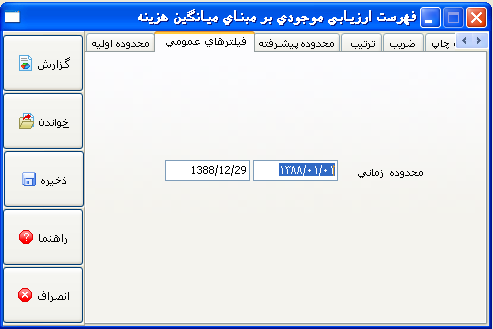 فهرست ارزيابي موجودي بر مبناي ميانگين هزينه
محدوده اوليه
فيلترهاي عمومي
محدوده پيشرفته
ترتيب
ضريب
چاپ
گزارش
خواندن
ذخيره
راهنما
انصراف
محدوده زماني
۱۳۸۸/۰۱/۰۱
1388/12/29